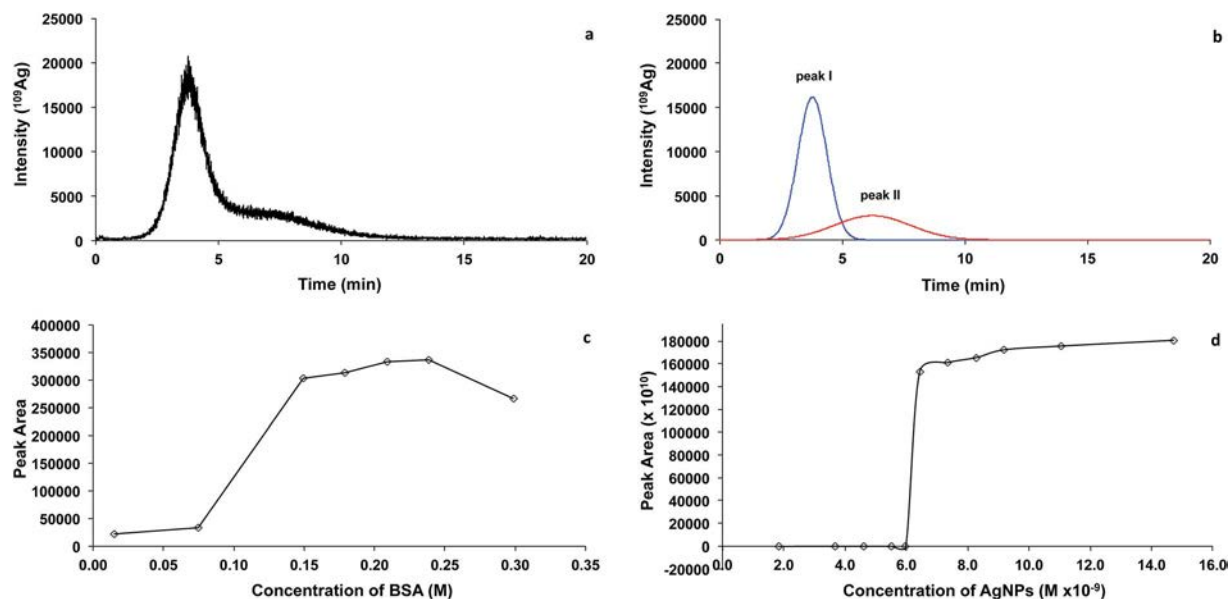 a
25000
20000
15000
10000
5000
0
Intensity (¹⁰⁹Ag)
0 5 10 15 20
Time (min)
b
25000
20000
15000
10000
5000
0
Intensity (¹⁰⁹Ag)
peak I
peak II
0 5 10 15 20
Time (min)
c
400000
350000
300000
250000
200000
150000
100000
50000
0
Peak Area
0.00 0.05 0.10 0.15 0.20 0.25 0.30 0.35
Concentration of BSA (M)
d
180000
160000
140000
120000
100000
80000
60000
40000
20000
0
-20000
Peak Area (x 10¹⁰)
0.0 2.0 4.0 6.0 8.0 10.0 12.0 14.0 16.0
Concentration of AgNPs (M x10⁻⁹)